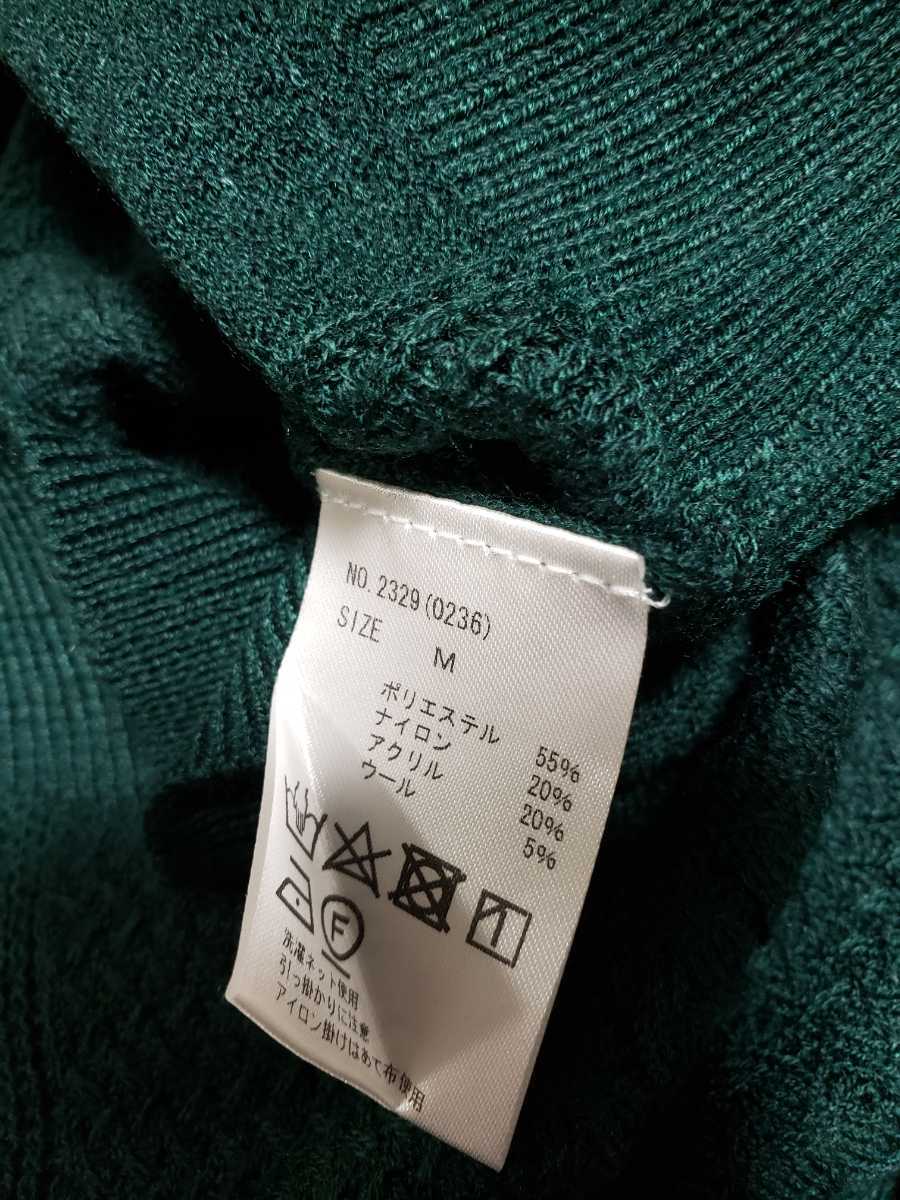 NO. 2329(0236)
SIZE M
ポリエステル 55%
ナイロン 20%
アクリル 20%
ウール 5%
F
洗濯ネット使用
引っ掛かりに注意
アイロン掛けはあて布使用